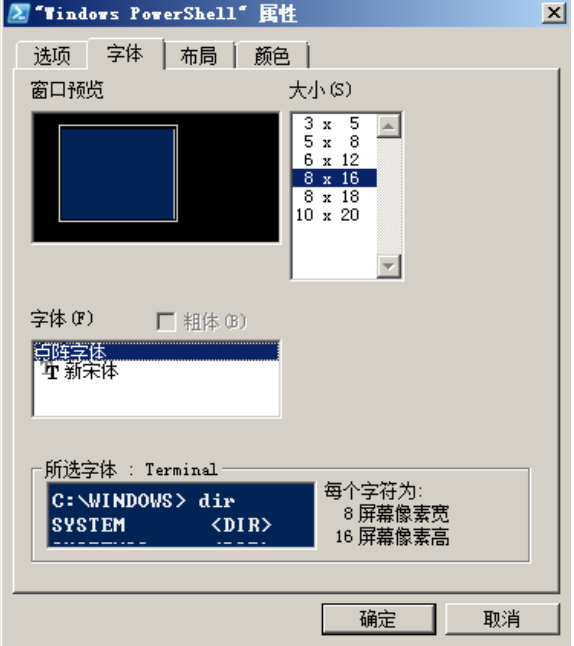 "Windows PowerShell" 属性
选项 字体 布局 颜色
窗口预览
大小(S)
3 x 5
5 x 8
6 x 12
8 x 16
8 x 18
10 x 20
字体(F)
粗体(B)
点阵字体
新宋体
所选字体 : Terminal
C:\WINDOWS> dir
SYSTEM <DIR>
每个字符为:
8 屏幕像素宽
16 屏幕像素高
确定 取消